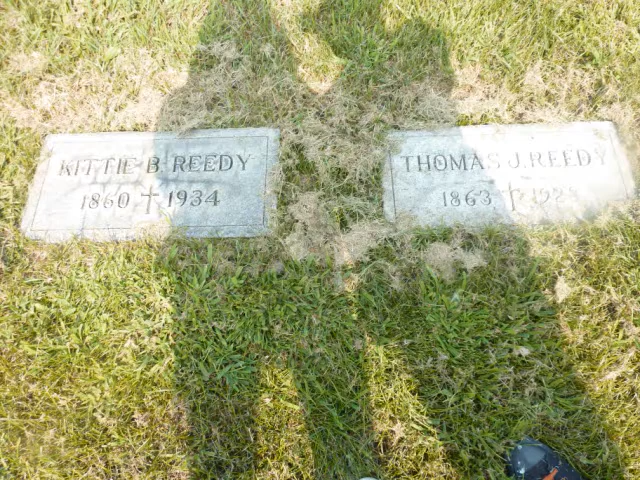 KITTIE B. REEDY
1860 † 1934
THOMAS J. REEDY
1863 †